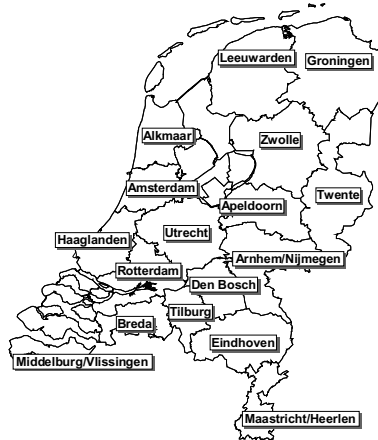 Leeuwarden
Groningen
Alkmaar
Zwolle
Amsterdam
Twente
Apeldoorn
Utrecht
Haaglanden
Arnhem/Nijmegen
Rotterdam
Den Bosch
Tilburg
Breda
Eindhoven
Middelburg/Vlissingen
Maastricht/Heerlen